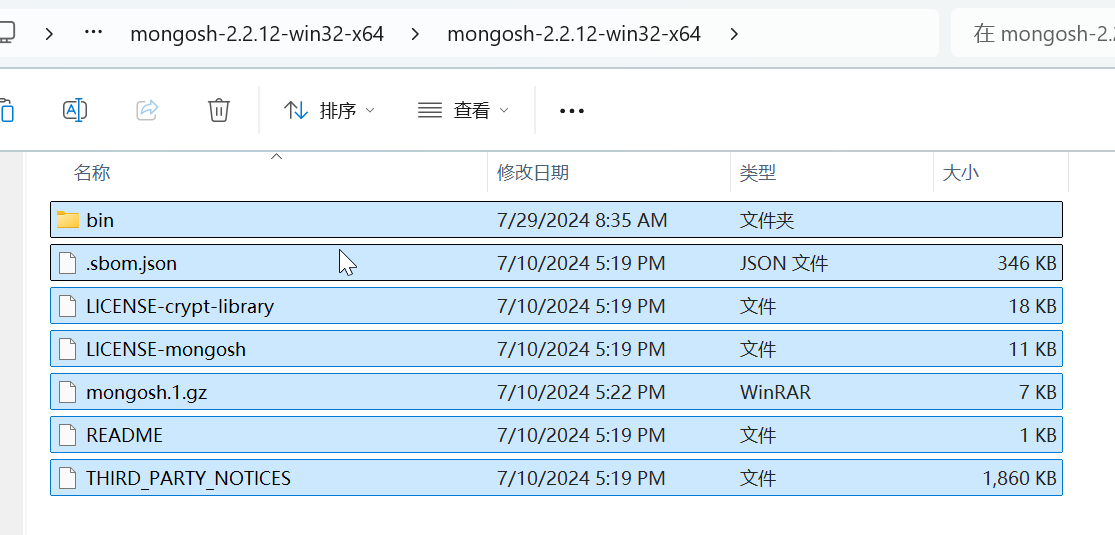 mongosh-2.2.12-win32-x64 > mongosh-2.2.12-win32-x64 > 在 mongosh-2.2
排序 查看
名称 修改日期 类型 大小
bin 7/29/2024 8:35 AM 文件夹
.sbom.json 7/10/2024 5:19 PM JSON 文件 346 KB
LICENSE-crypt-library 7/10/2024 5:19 PM 文件 18 KB
LICENSE-mongosh 7/10/2024 5:19 PM 文件 11 KB
mongosh.1.gz 7/10/2024 5:22 PM WinRAR 7 KB
README 7/10/2024 5:19 PM 文件 1 KB
THIRD_PARTY_NOTICES 7/10/2024 5:19 PM 文件 1,860 KB